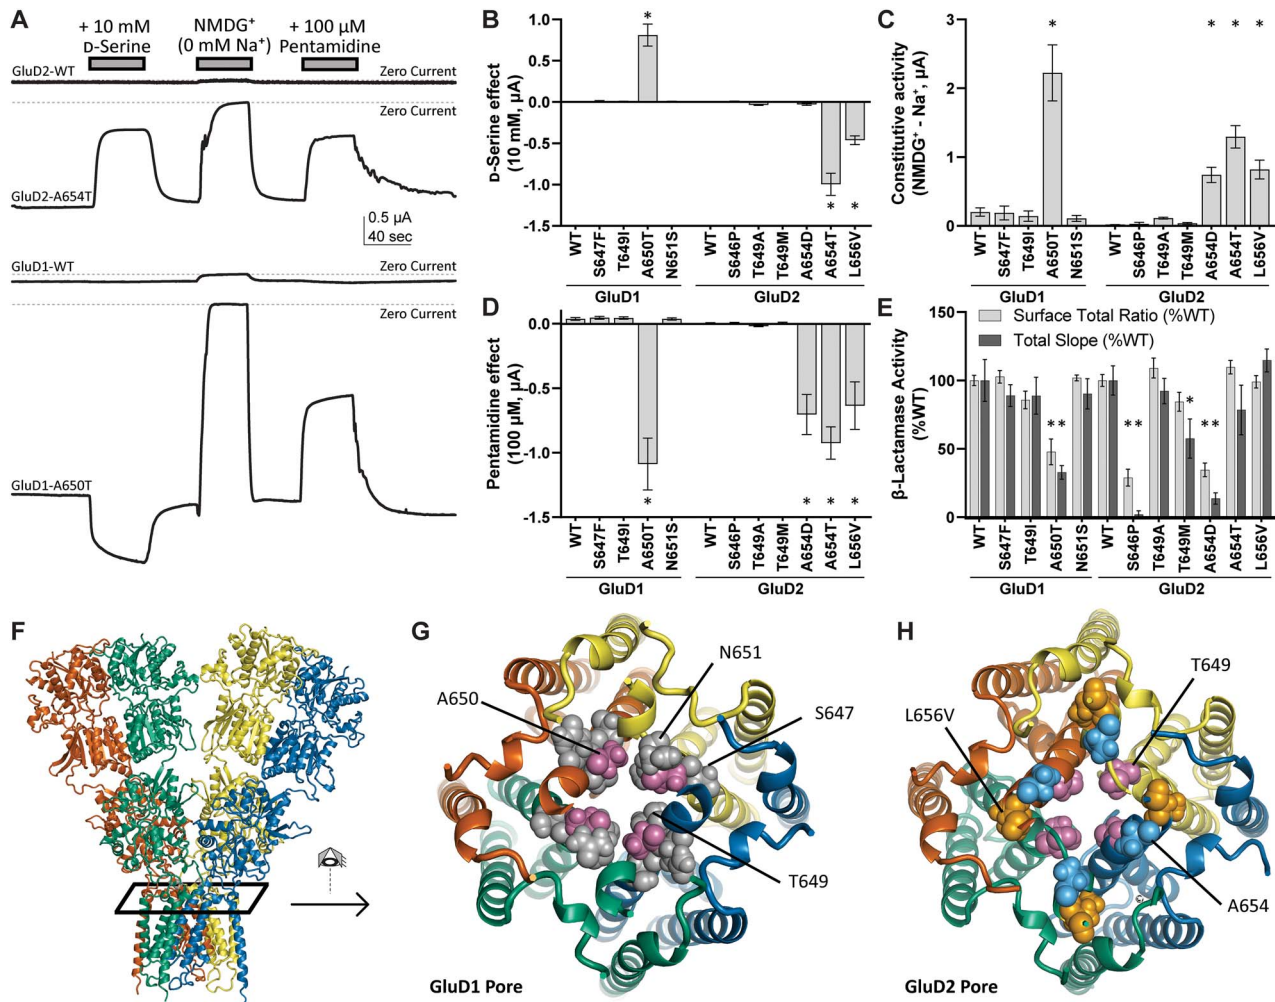 A
+ 10 mM
D-Serine
NMDG⁺
(0 mM Na⁺)
+ 100 µM
Pentamidine
GluD2-WT
Zero Current
Zero Current
GluD2-A654T
0.5 µA
40 sec
GluD1-WT
Zero Current
Zero Current
GluD1-A650T
B
D-Serine effect
(10 mM, µA)
1.0
0.5
0.0
-0.5
-1.0
-1.5
*
* *
WT
S647F
T649I
A650T
N651S
WT
S646P
T649A
T649M
A654D
A654T
L656V
GluD1
GluD2
C
Constitutive activity
(NMDG⁺ - Na⁺, µA)
3
2
1
0
* * * *
WT
S647F
T649I
A650T
N651S
WT
S646P
T649A
T649M
A654D
A654T
L656V
GluD1
GluD2
D
Pentamidine effect
(100 µM, µA)
0.0
-0.5
-1.0
-1.5
* * * *
WT
S647F
T649I
A650T
N651S
WT
S646P
T649A
T649M
A654D
A654T
L656V
GluD1
GluD2
E
β-Lactamase Activity
(%WT)
150
100
50
0
Surface Total Ratio (%WT)
Total Slope (%WT)
**
**
*
**
WT
S647F
T649I
A650T
N651S
WT
S646P
T649A
T649M
A654D
A654T
L656V
GluD1
GluD2
F
G
N651
A650
S647
T649
GluD1 Pore
H
T649
L656V
A654
GluD2 Pore